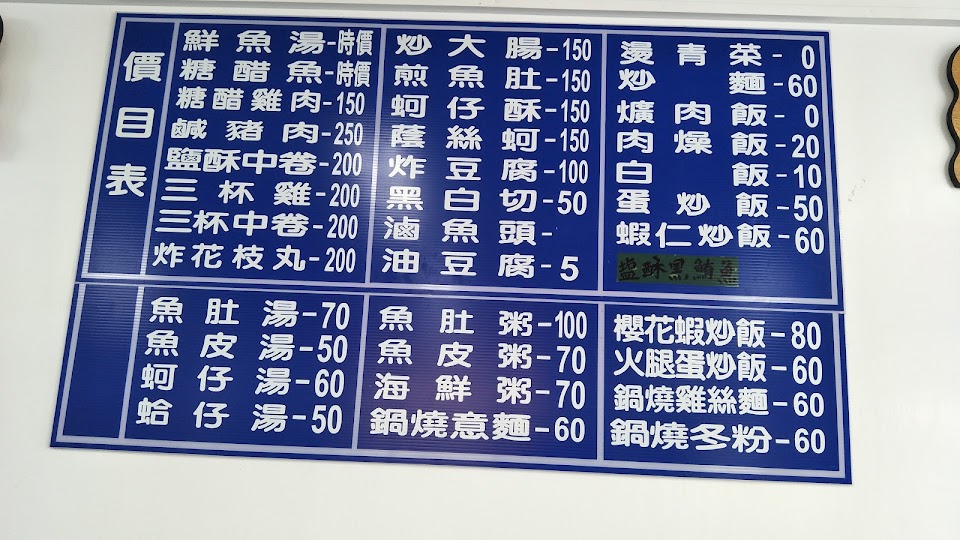 價目表
鮮魚湯-時價
糖醋魚-時價
糖醋雞肉-150
鹹豬肉-250
鹽酥中卷-200
三杯雞-200
三杯中卷-200
炸花枝丸-200
炒大腸-150
煎魚肚-150
蚵仔酥-150
蔭絲蚵-150
炸豆腐-100
黑白切-50
滷魚頭-
油豆腐-5
燙青菜-0
炒麵-60
爌肉飯-0
肉燥飯-20
白飯-10
蛋炒飯-50
蝦仁炒飯-60
盐酥黑鮪
魚肚湯-70
魚皮湯-50
蚵仔湯-60
蛤仔湯-50
魚肚粥-100
魚皮粥-70
海鮮粥-70
鍋燒意麵-60
櫻花蝦炒飯-80
火腿蛋炒飯-60
鍋燒雞絲麵-60
鍋燒冬粉-60